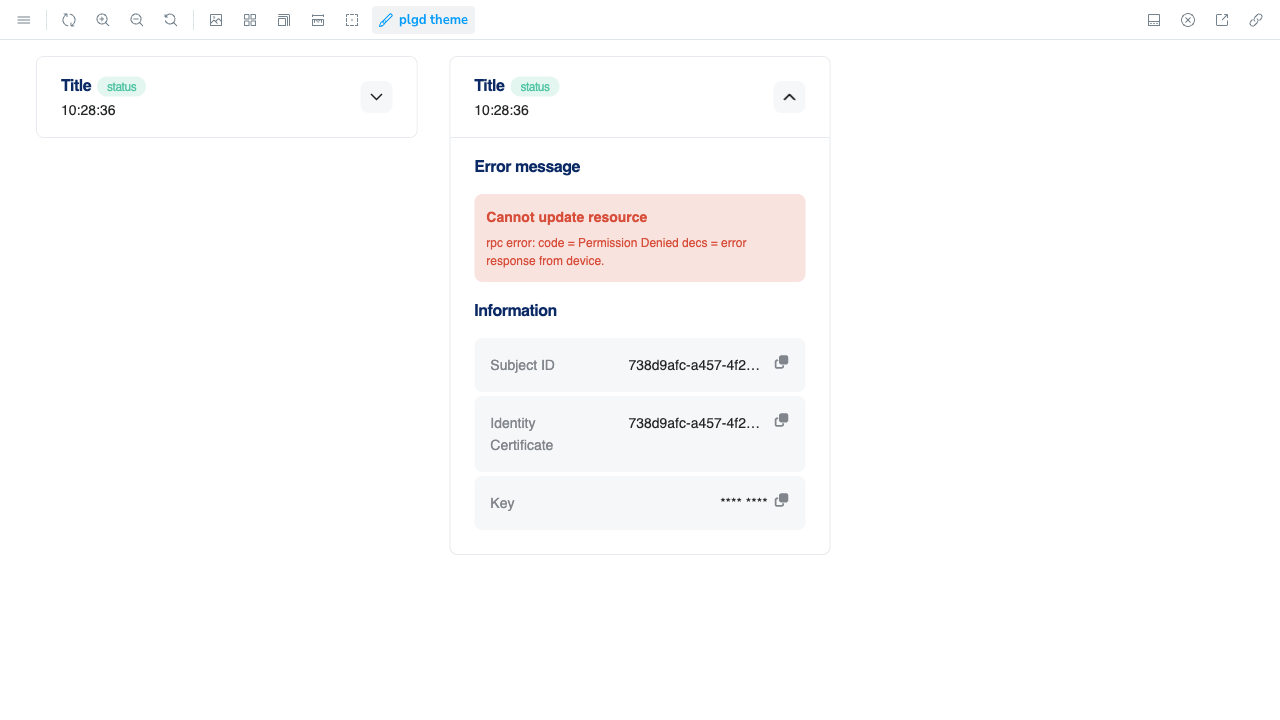 plgd theme
Title status
10:28:36
Title status
10:28:36
Error message
Cannot update resource
rpc error: code = Permission Denied decs = error
response from device.
Information
Subject ID 738d9afc-a457-4f2...
Identity
Certificate 738d9afc-a457-4f2...
Key **** ****